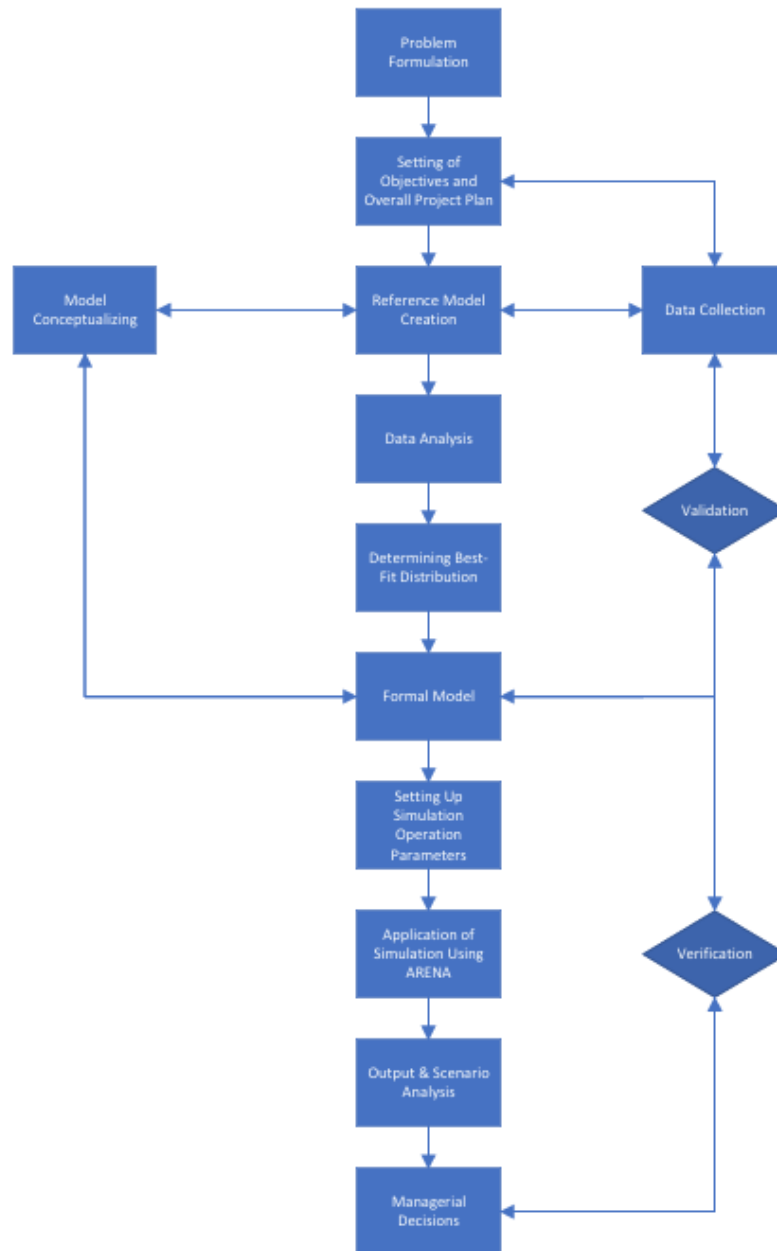 Problem
Formulation
Setting of
Objectives and
Overall Project Plan
Model
Conceptualizing
Reference Model
Creation
Data Collection
Data Analysis
Validation
Determining Best-
Fit Distribution
Formal Model
Setting Up
Simulation
Operation
Parameters
Application of
Simulation Using
ARENA
Verification
Output & Scenario
Analysis
Managerial
Decisions